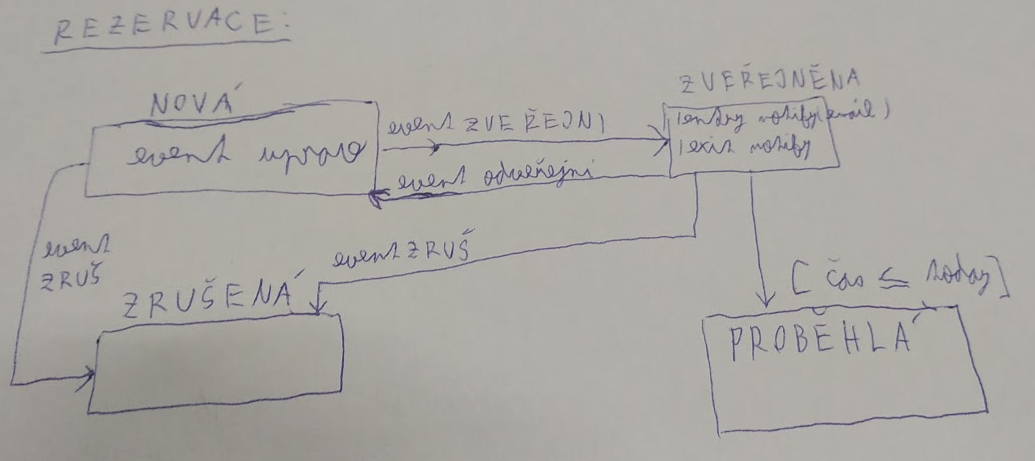 REZERVACE:
NOVÁ
event uprav
event ZVEŘEJNI
event odveřejni
ZVEŘEJNĚNA
/entry notify(email)
/exit notify
event
ZRUŠ
event ZRUŠ
ZRUŠENÁ
[čas ≤ today]
PROBĚHLÁ